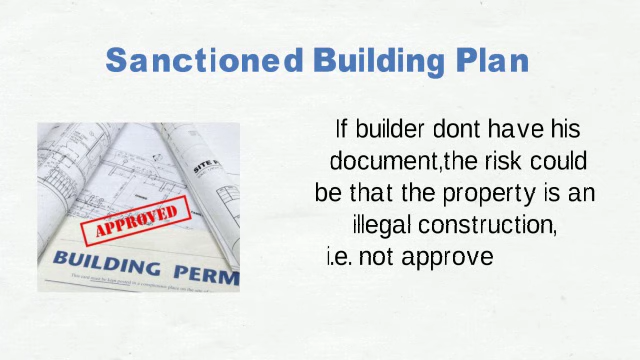 Sanctioned Building Plan
If builder dont have his
document,the risk could
be that the property is an
illegal construction,
i.e. not approve
SITE
APPROVED
BUILDING PERM